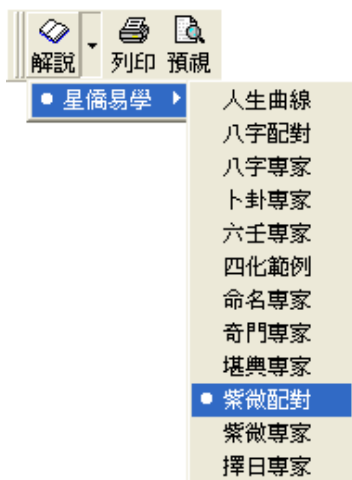 解說 列印 預視
星僑易學
人生曲線
八字配對
八字專家
卜卦專家
六壬專家
四化範例
命名專家
奇門專家
堪輿專家
紫微配對
紫微專家
擇日專家